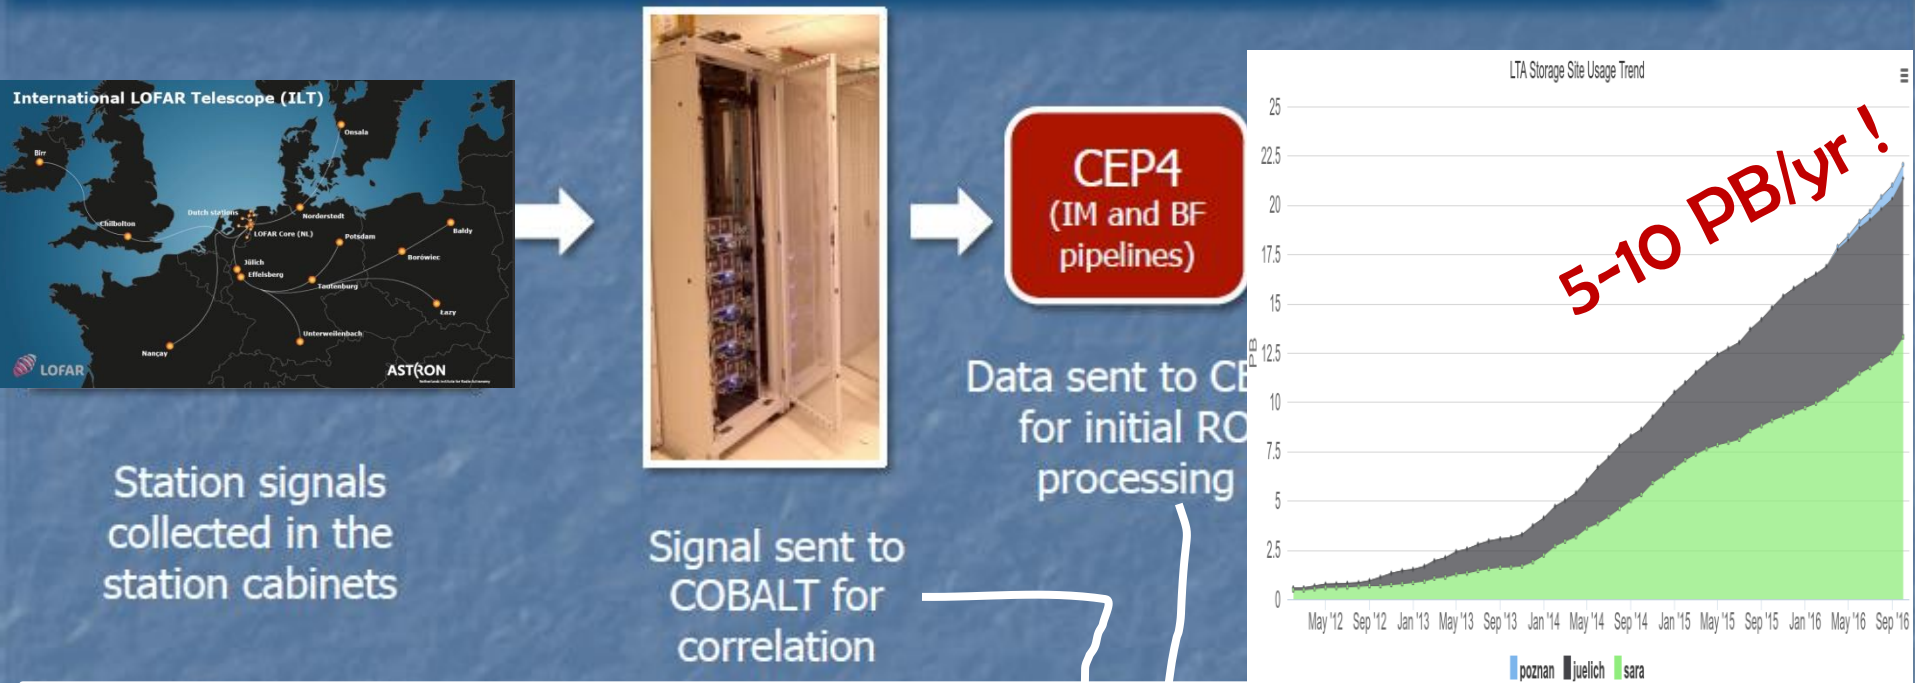 International LOFAR Telescope (ILT)
Onsala
Birr
Dutch stations
Norderstedt
Chilbolton
LOFAR Core (NL)
Potsdam
Baldy
Borówiec
Jülich
Effelsberg
Tautenburg
Łazy
Unterweilenbach
Nançay
LOFAR
ASTRON
Netherlands Institute for Radio Astronomy
Station signals
collected in the
station cabinets
Signal sent to
COBALT for
correlation
CEP4
(IM and BF
pipelines)
Data sent to CE
for initial RO
processing
LTA Storage Site Usage Trend
5-10 PB/yr !
PB
25
22.5
20
17.5
15
12.5
10
7.5
5
2.5
0
May '12 Sep '12 Jan '13 May '13 Sep '13 Jan '14 May '14 Sep '14 Jan '15 May '15 Sep '15 Jan '16 May '16 Sep '16
poznan juelich sara